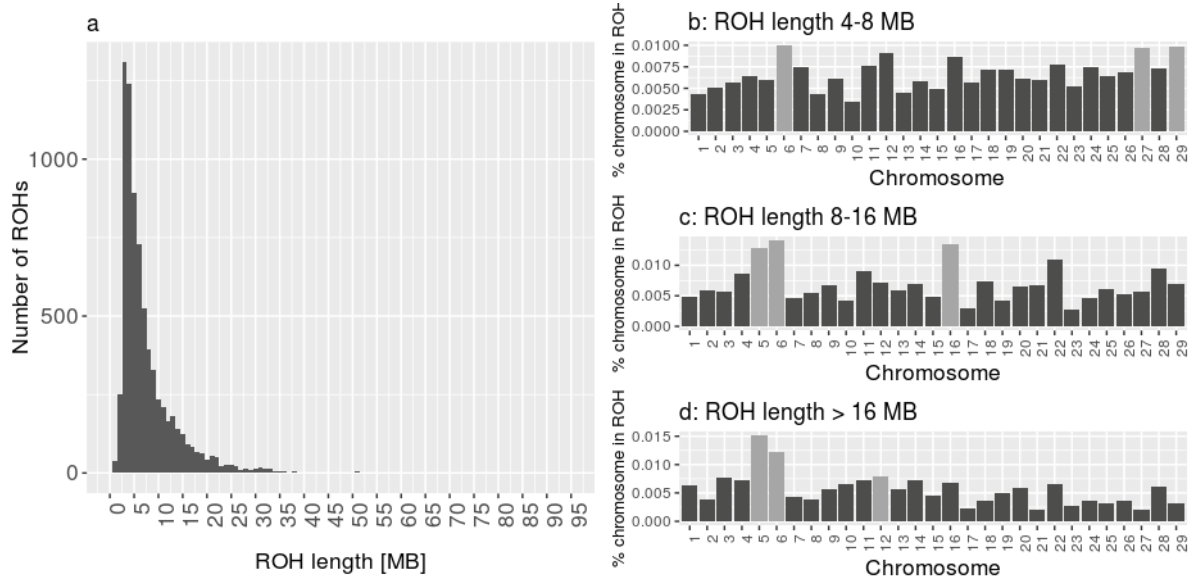 a
Number of ROHs
1000
500
0
0 5 10 15 20 25 30 35 40 45 50 55 60 65 70 75 80 85 90 95
ROH length [MB]
b: ROH length 4-8 MB
% chromosome in ROH
0.0100
0.0075
0.0050
0.0025
0.0000
1 2 3 4 5 6 7 8 9 10 11 12 13 14 15 16 17 18 19 20 21 22 23 24 25 26 27 28 29
Chromosome
c: ROH length 8-16 MB
% chromosome in ROH
0.010
0.005
0.000
1 2 3 4 5 6 7 8 9 10 11 12 13 14 15 16 17 18 19 20 21 22 23 24 25 26 27 28 29
Chromosome
d: ROH length > 16 MB
% chromosome in ROH
0.015
0.010
0.005
0.000
1 2 3 4 5 6 7 8 9 10 11 12 13 14 15 16 17 18 19 20 21 22 23 24 25 26 27 28 29
Chromosome